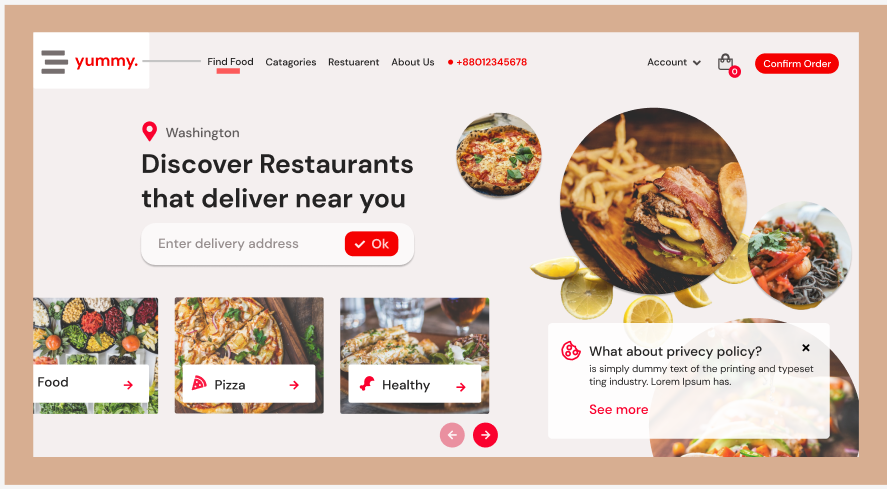 yummy.
Find Food
Catagories
Restuarent
About Us
+88012345678
Account
0
Confirm Order
Washington
Discover Restaurants
that deliver near you
Enter delivery address
Ok
Food
Pizza
Healthy
What about privecy policy?
is simply dummy text of the printing and typeset
ting industry. Lorem Ipsum has.
See more